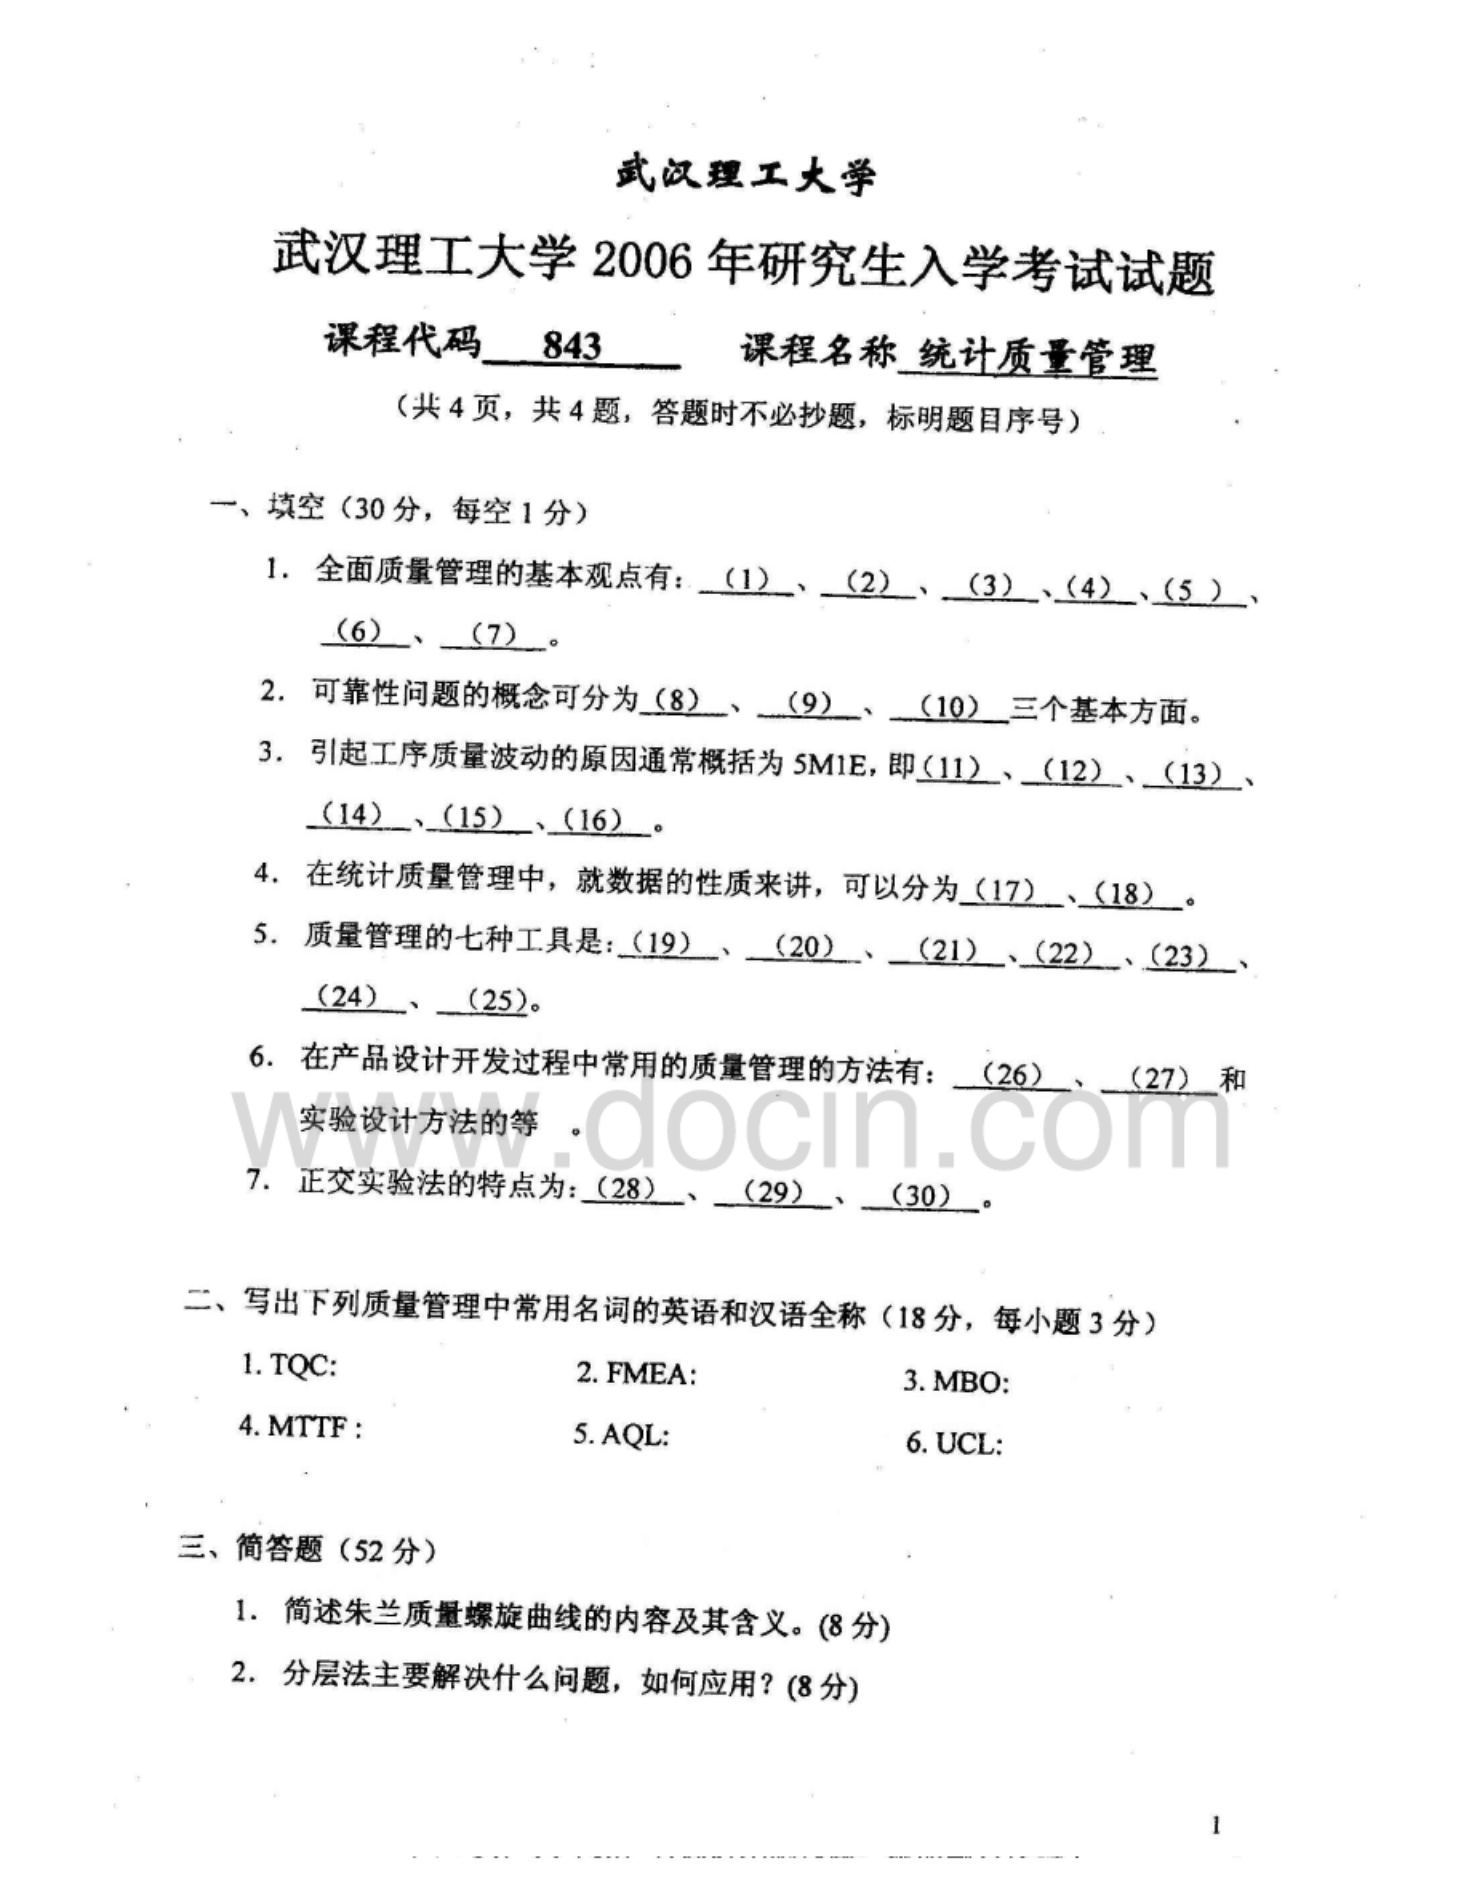 武汉理工大学
武汉理工大学 2006 年研究生入学考试试题
课程代码 843 课程名称 统计质量管理
（共 4 页，共 4 题，答题时不必抄题，标明题目序号）
一、填空（30 分，每空 1 分）
1. 全面质量管理的基本观点有：（1）、（2）、（3）、（4）、（5 ）、
（6）、（7）。
2. 可靠性问题的概念可分为（8）、（9）、（10）三个基本方面。
3. 引起工序质量波动的原因通常概括为 5M1E，即（11）、（12）、（13）、
（14）、（15）、（16）。
4. 在统计质量管理中，就数据的性质来讲，可以分为（17）、（18）。
5. 质量管理的七种工具是：（19）、（20）、（21）、（22）、（23）、
（24）、（25）。
6. 在产品设计开发过程中常用的质量管理的方法有：（26）、（27）和
实验设计方法的等 。
www.docin.com
7. 正交实验法的特点为：（28）、（29）、（30）。
二、写出下列质量管理中常用名词的英语和汉语全称（18 分，每小题 3 分）
1. TQC: 2. FMEA: 3. MBO:
4. MTTF : 5. AQL: 6. UCL:
三、简答题（52 分）
1. 简述朱兰质量螺旋曲线的内容及其含义。(8 分)
2. 分层法主要解决什么问题，如何应用？(8 分)
1